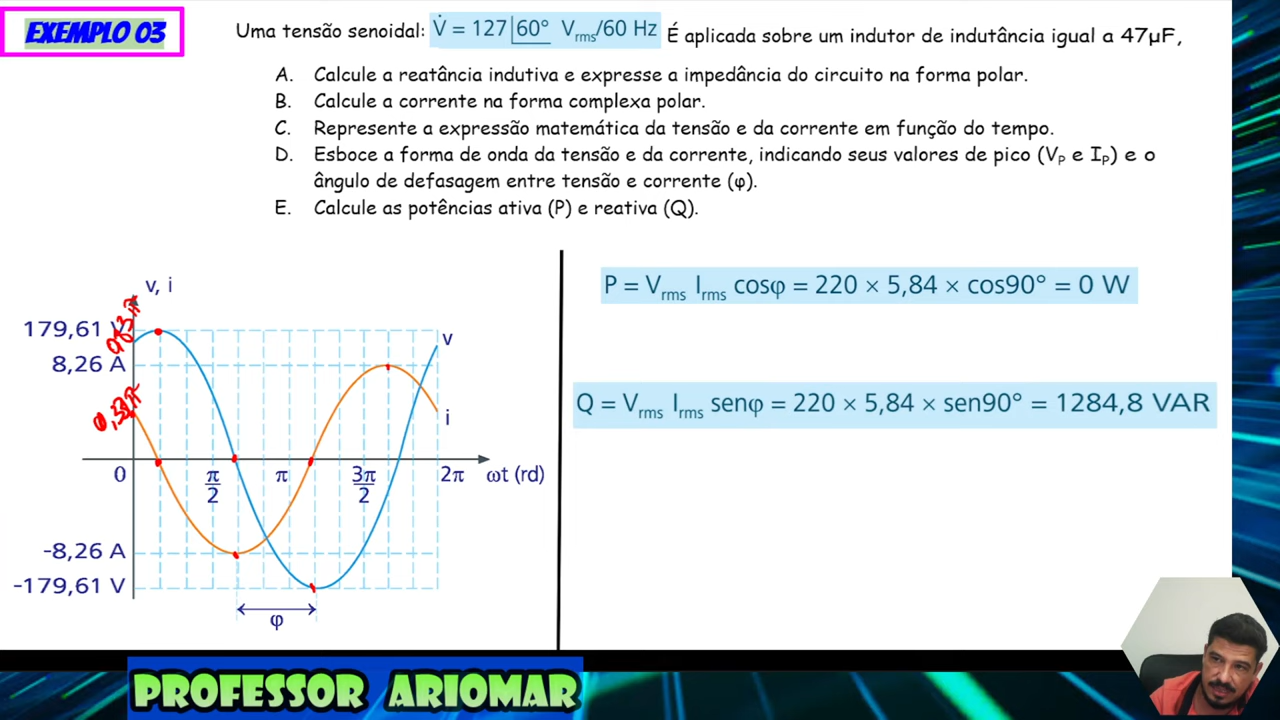 EXEMPLO 03
Uma tensão senoidal: V̇ = 127 |60° Vrms/60 Hz É aplicada sobre um indutor de indutância igual a 47µF,
A. Calcule a reatância indutiva e expresse a impedância do circuito na forma polar.
B. Calcule a corrente na forma complexa polar.
C. Represente a expressão matemática da tensão e da corrente em função do tempo.
D. Esboce a forma de onda da tensão e da corrente, indicando seus valores de pico (VP e IP) e o
ângulo de defasagem entre tensão e corrente (φ).
E. Calcule as potências ativa (P) e reativa (Q).
v, i
179,61 V
8,26 A
v
i
0
π/2
π
3π/2
2π
ωt (rd)
-8,26 A
-179,61 V
φ
P = Vrms Irms cosφ = 220 × 5,84 × cos90° = 0 W
Q = Vrms Irms senφ = 220 × 5,84 × sen90° = 1284,8 VAR
PROFESSOR ARIOMAR